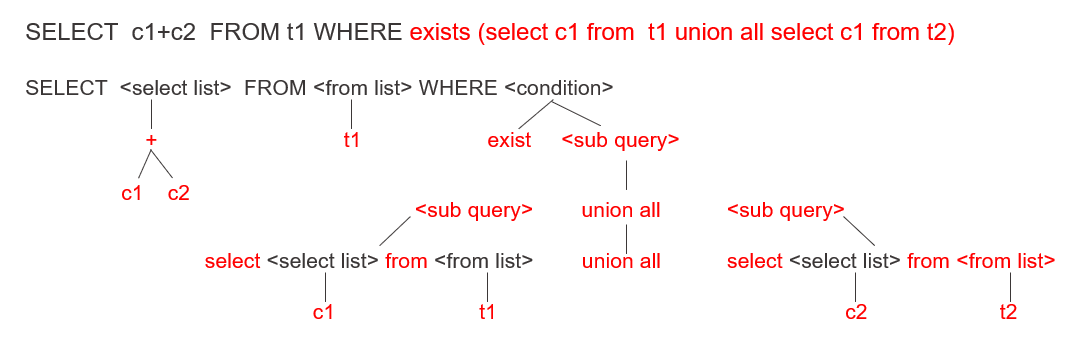 SELECT c1+c2 FROM t1 WHERE exists (select c1 from t1 union all select c1 from t2)
SELECT <select list> FROM <from list> WHERE <condition>
+ t1 exist <sub query>
c1 c2
<sub query> union all <sub query>
select <select list> from <from list> union all select <select list> from <from list>
c1 t1 c2 t2